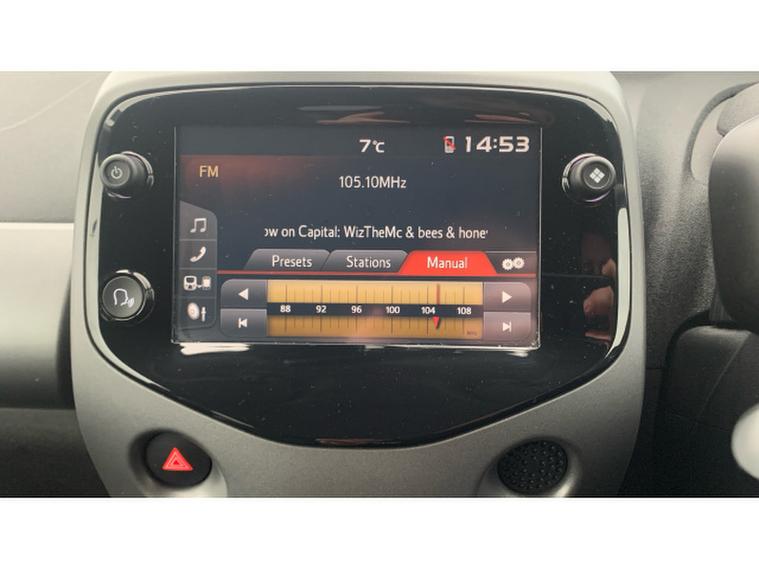 7°C
14:53
FM
105.10MHz
ow on Capital: WizTheMc & bees & hone
Presets
Stations
Manual
88 92 96 100 104 108